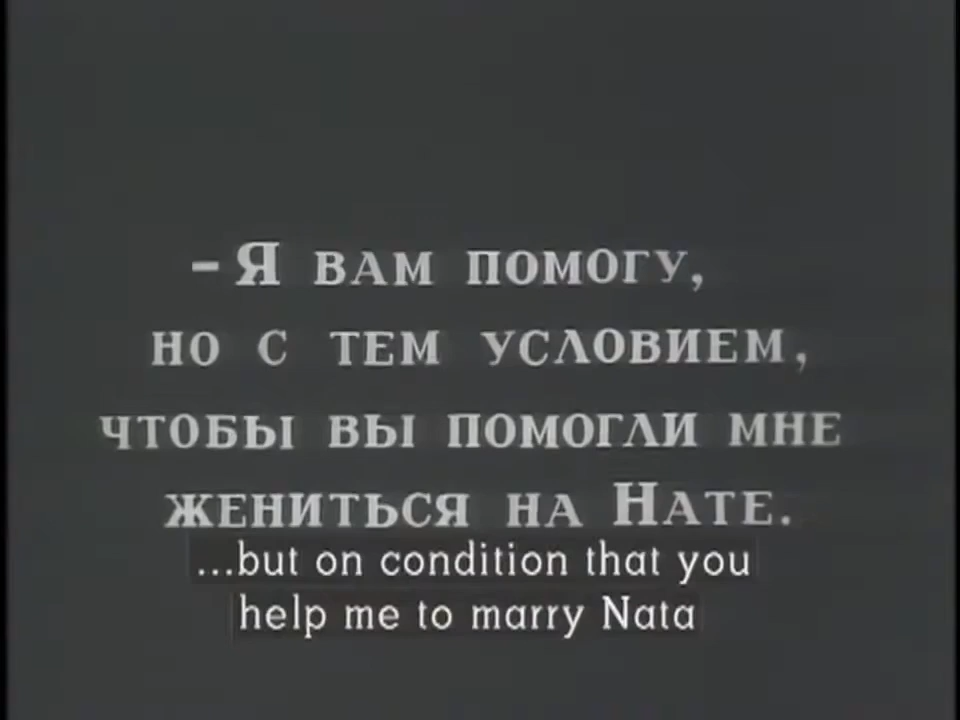 – Я ВАМ ПОМОГУ,
НО С ТЕМ УСЛОВИЕМ,
ЧТОБЫ ВЫ ПОМОГЛИ МНЕ
ЖЕНИТЬСЯ НА НАТЕ.
...but on condition that you
help me to marry Nata